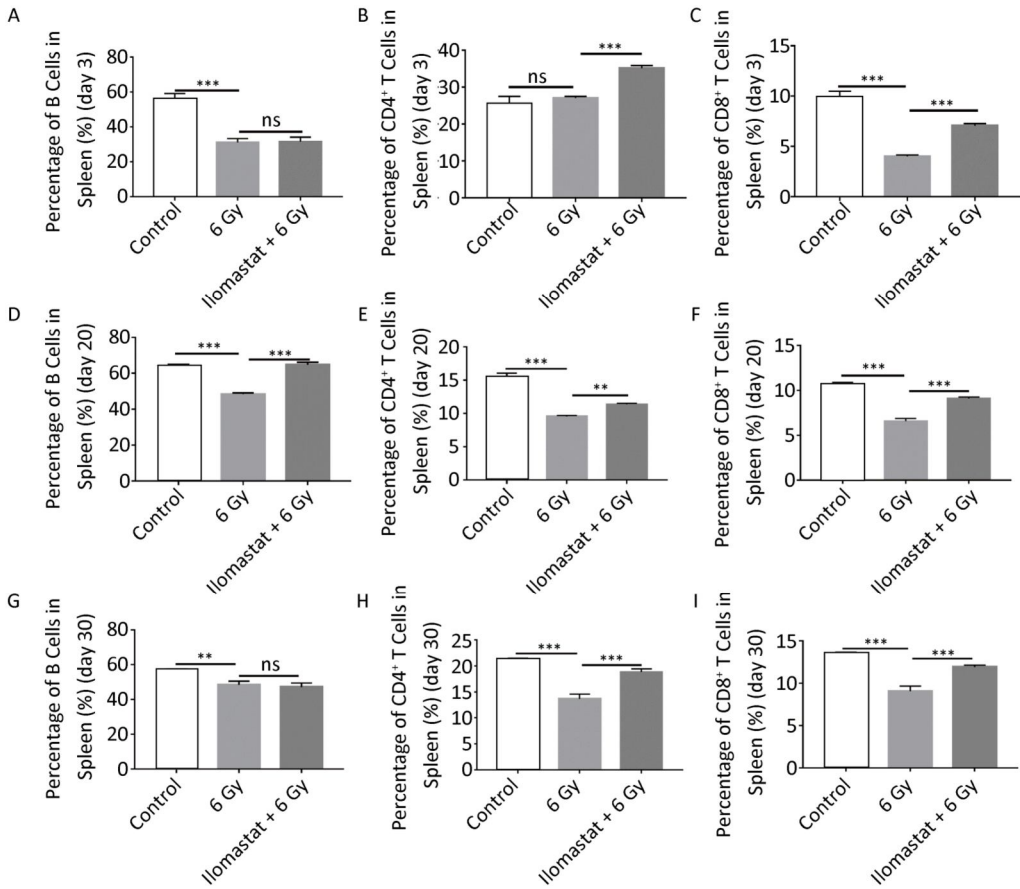 A
Percentage of B Cells in
Spleen (%) (day 3)
80
60
40
20
0
***
ns
Control
6 Gy
Ilomastat + 6 Gy
B
Percentage of CD4⁺ T Cells in
Spleen (%) (day 3)
40
30
20
10
0
ns
***
Control
6 Gy
Ilomastat + 6 Gy
C
Percentage of CD8⁺ T Cells in
Spleen (%) (day 3)
15
10
5
0
***
***
Control
6 Gy
Ilomastat + 6 Gy
D
Percentage of B Cells in
Spleen (%) (day 20)
80
60
40
20
0
***
***
Control
6 Gy
Ilomastat + 6 Gy
E
Percentage of CD4⁺ T Cells in
Spleen (%) (day 20)
20
15
10
5
0
***
**
Control
6 Gy
Ilomastat + 6 Gy
F
Percentage of CD8⁺ T Cells in
Spleen (%) (day 20)
15
10
5
0
***
***
Control
6 Gy
Ilomastat + 6 Gy
G
Percentage of B Cells in
Spleen (%) (day 30)
80
60
40
20
0
**
ns
Control
6 Gy
Ilomastat + 6 Gy
H
Percentage of CD4⁺ T Cells in
Spleen (%) (day 30)
25
20
15
10
5
0
***
***
Control
6 Gy
Ilomastat + 6 Gy
I
Percentage of CD8⁺ T Cells in
Spleen (%) (day 30)
15
10
5
0
***
***
Control
6 Gy
Ilomastat + 6 Gy